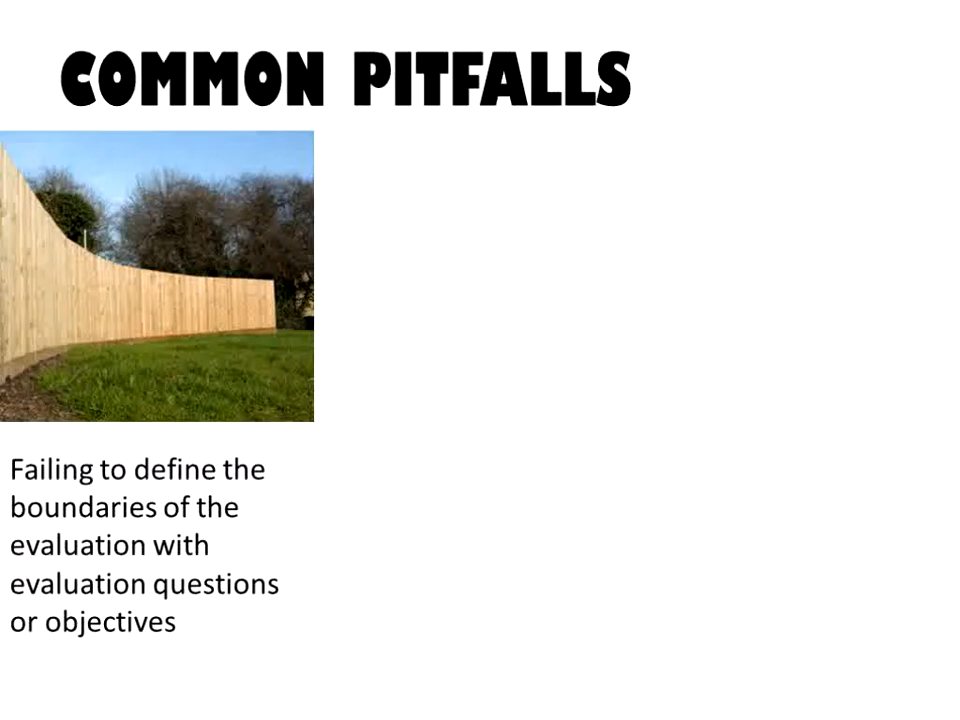 COMMON PITFALLS
Failing to define the
boundaries of the
evaluation with
evaluation questions
or objectives